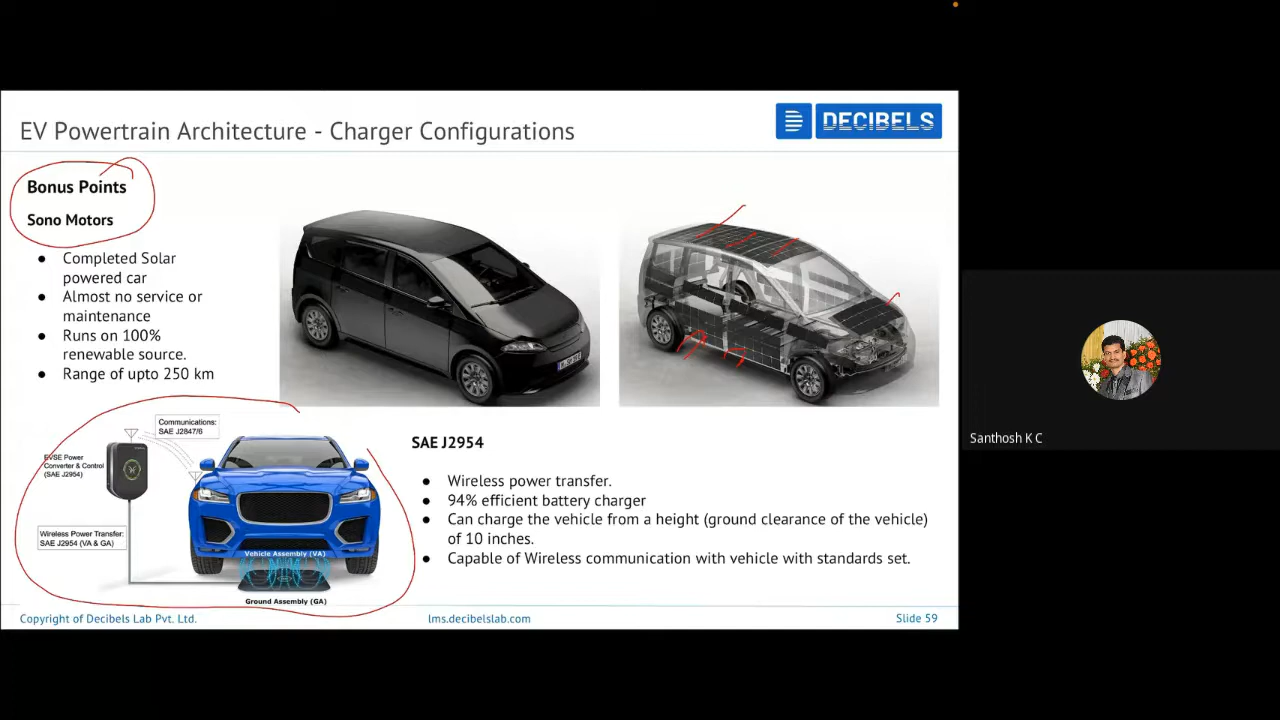 EV Powertrain Architecture - Charger Configurations
DECIBELS
Bonus Points
Sono Motors
● Completed Solar
powered car
● Almost no service or
maintenance
● Runs on 100%
renewable source.
● Range of upto 250 km
Communications:
SAE J2847/6
EVSE Power
Converter & Control
(SAE J2954)
Wireless Power Transfer:
SAE J2954 (VA & GA)
Vehicle Assembly (VA)
Ground Assembly (GA)
SAE J2954
● Wireless power transfer.
● 94% efficient battery charger
● Can charge the vehicle from a height (ground clearance of the vehicle)
of 10 inches.
● Capable of Wireless communication with vehicle with standards set.
Copyright of Decibels Lab Pvt. Ltd.
lms.decibelslab.com
Slide 59
Santhosh K C